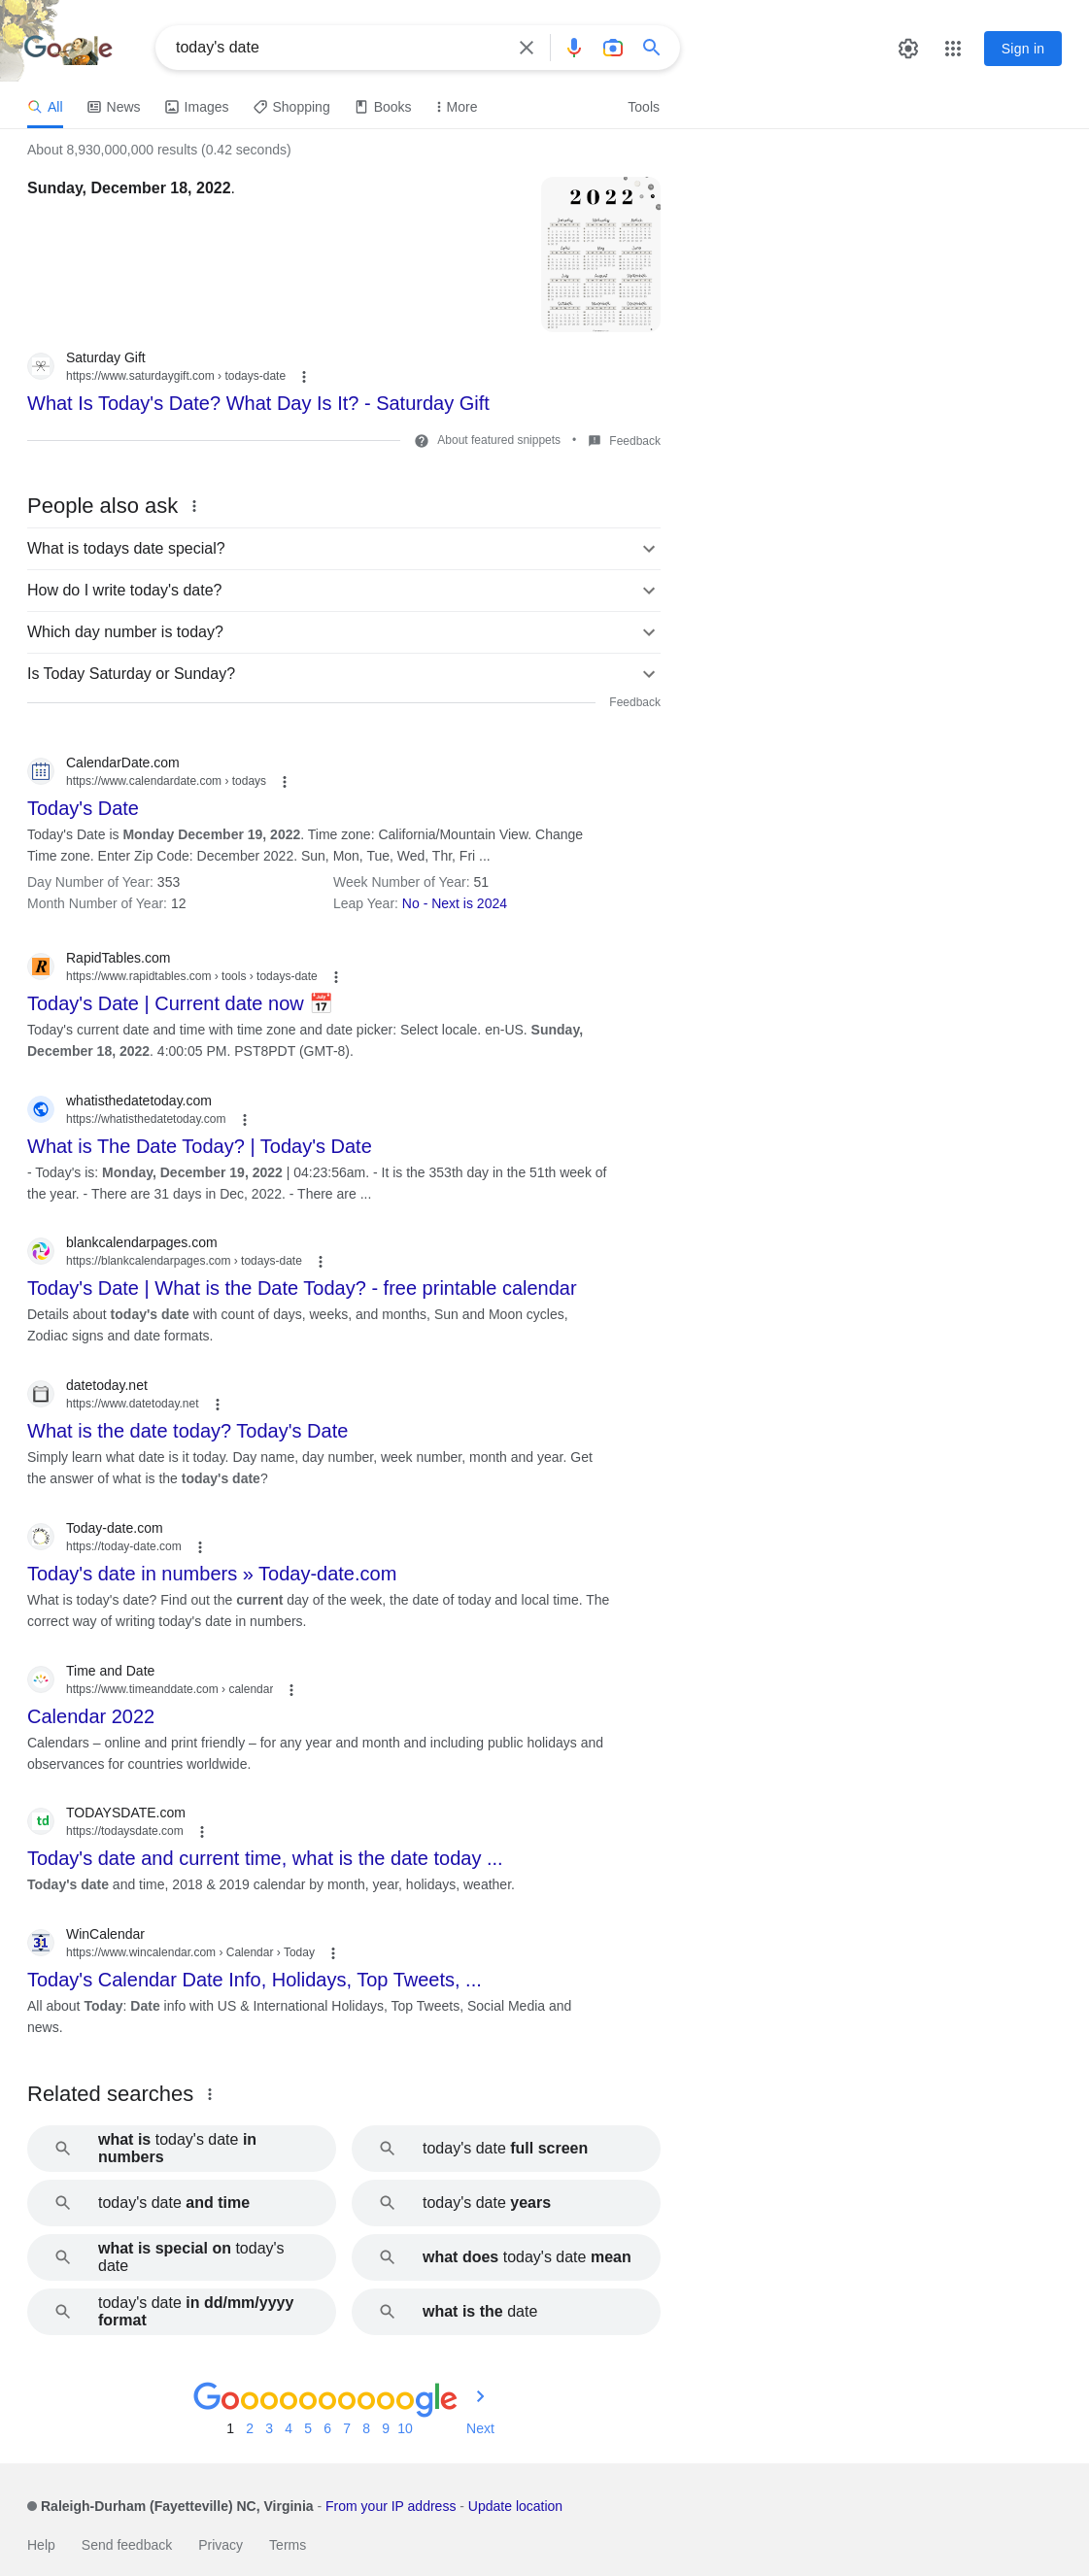 Google
today's date
Sign in
All
News
Images
Shopping
Books
More
Tools
About 8,930,000,000 results (0.42 seconds)
Sunday, December 18, 2022.
2022
Saturday Gift
https://www.saturdaygift.com › todays-date
What Is Today's Date? What Day Is It? - Saturday Gift
About featured snippets • Feedback
People also ask
What is todays date special?
How do I write today's date?
Which day number is today?
Is Today Saturday or Sunday?
Feedback
CalendarDate.com
https://www.calendardate.com › todays
Today's Date
Today's Date is Monday December 19, 2022. Time zone: California/Mountain View. Change
Time zone. Enter Zip Code: December 2022. Sun, Mon, Tue, Wed, Thr, Fri ...
Day Number of Year: 353
Week Number of Year: 51
Month Number of Year: 12
Leap Year: No - Next is 2024
R
RapidTables.com
https://www.rapidtables.com › tools › todays-date
Today's Date | Current date now 📅
Today's current date and time with time zone and date picker: Select locale. en-US. Sunday,
December 18, 2022. 4:00:05 PM. PST8PDT (GMT-8).
whatisthedatetoday.com
https://whatisthedatetoday.com
What is The Date Today? | Today's Date
- Today's is: Monday, December 19, 2022 | 04:23:56am. - It is the 353th day in the 51th week of
the year. - There are 31 days in Dec, 2022. - There are ...
blankcalendarpages.com
https://blankcalendarpages.com › todays-date
Today's Date | What is the Date Today? - free printable calendar
Details about today's date with count of days, weeks, and months, Sun and Moon cycles,
Zodiac signs and date formats.
datetoday.net
https://www.datetoday.net
What is the date today? Today's Date
Simply learn what date is it today. Day name, day number, week number, month and year. Get
the answer of what is the today's date?
Today-date.com
https://today-date.com
Today's date in numbers » Today-date.com
What is today's date? Find out the current day of the week, the date of today and local time. The
correct way of writing today's date in numbers.
Time and Date
https://www.timeanddate.com › calendar
Calendar 2022
Calendars – online and print friendly – for any year and month and including public holidays and
observances for countries worldwide.
td
TODAYSDATE.com
https://todaysdate.com
Today's date and current time, what is the date today ...
Today's date and time, 2018 & 2019 calendar by month, year, holidays, weather.
31
WinCalendar
https://www.wincalendar.com › Calendar › Today
Today's Calendar Date Info, Holidays, Top Tweets, ...
All about Today: Date info with US & International Holidays, Top Tweets, Social Media and
news.
Related searches
what is today's date in
numbers
today's date full screen
today's date and time
today's date years
what is special on today's
date
what does today's date mean
today's date in dd/mm/yyyy
format
what is the date
Goooooooooogle
1 2 3 4 5 6 7 8 9 10 Next
Raleigh-Durham (Fayetteville) NC, Virginia - From your IP address - Update location
Help Send feedback Privacy Terms